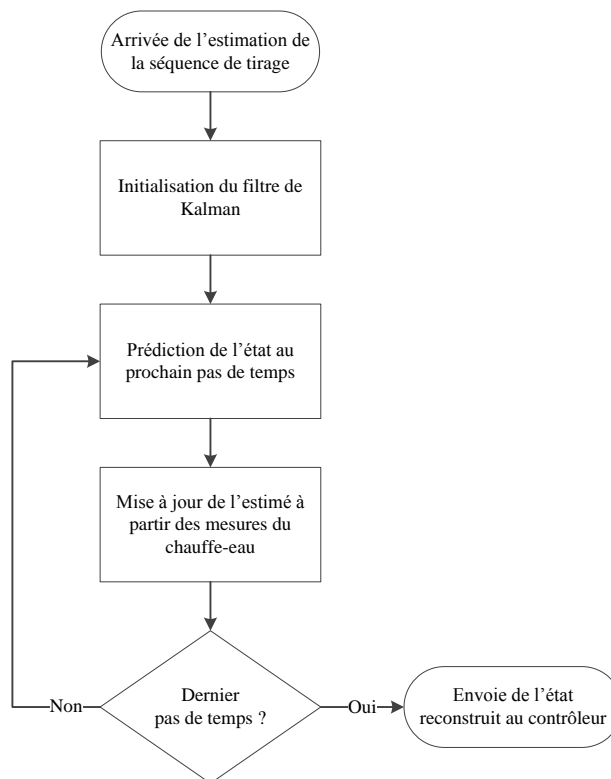 Arrivée de l’estimation de
la séquence de tirage
Initialisation du filtre de
Kalman
Prédiction de l’état au
prochain pas de temps
Mise à jour de l’estimé à
partir des mesures du
chauffe-eau
Dernier
pas de temps ?
Non
Oui
Envoie de l’état
reconstruit au contrôleur